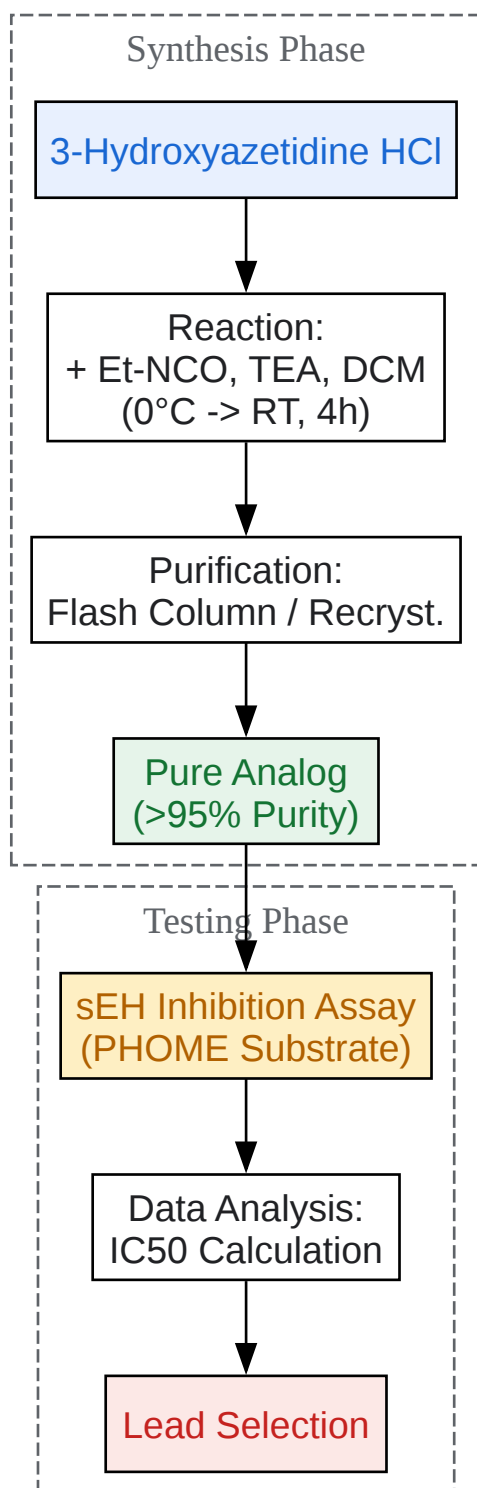 Synthesis Phase
3-Hydroxyazetidine HCl
Reaction:
+ Et-NCO, TEA, DCM
(0°C -> RT, 4h)
Purification:
Flash Column / Recryst.
Pure Analog
(>95% Purity)
Testing Phase
sEH Inhibition Assay
(PHOME Substrate)
Data Analysis:
IC50 Calculation
Lead Selection